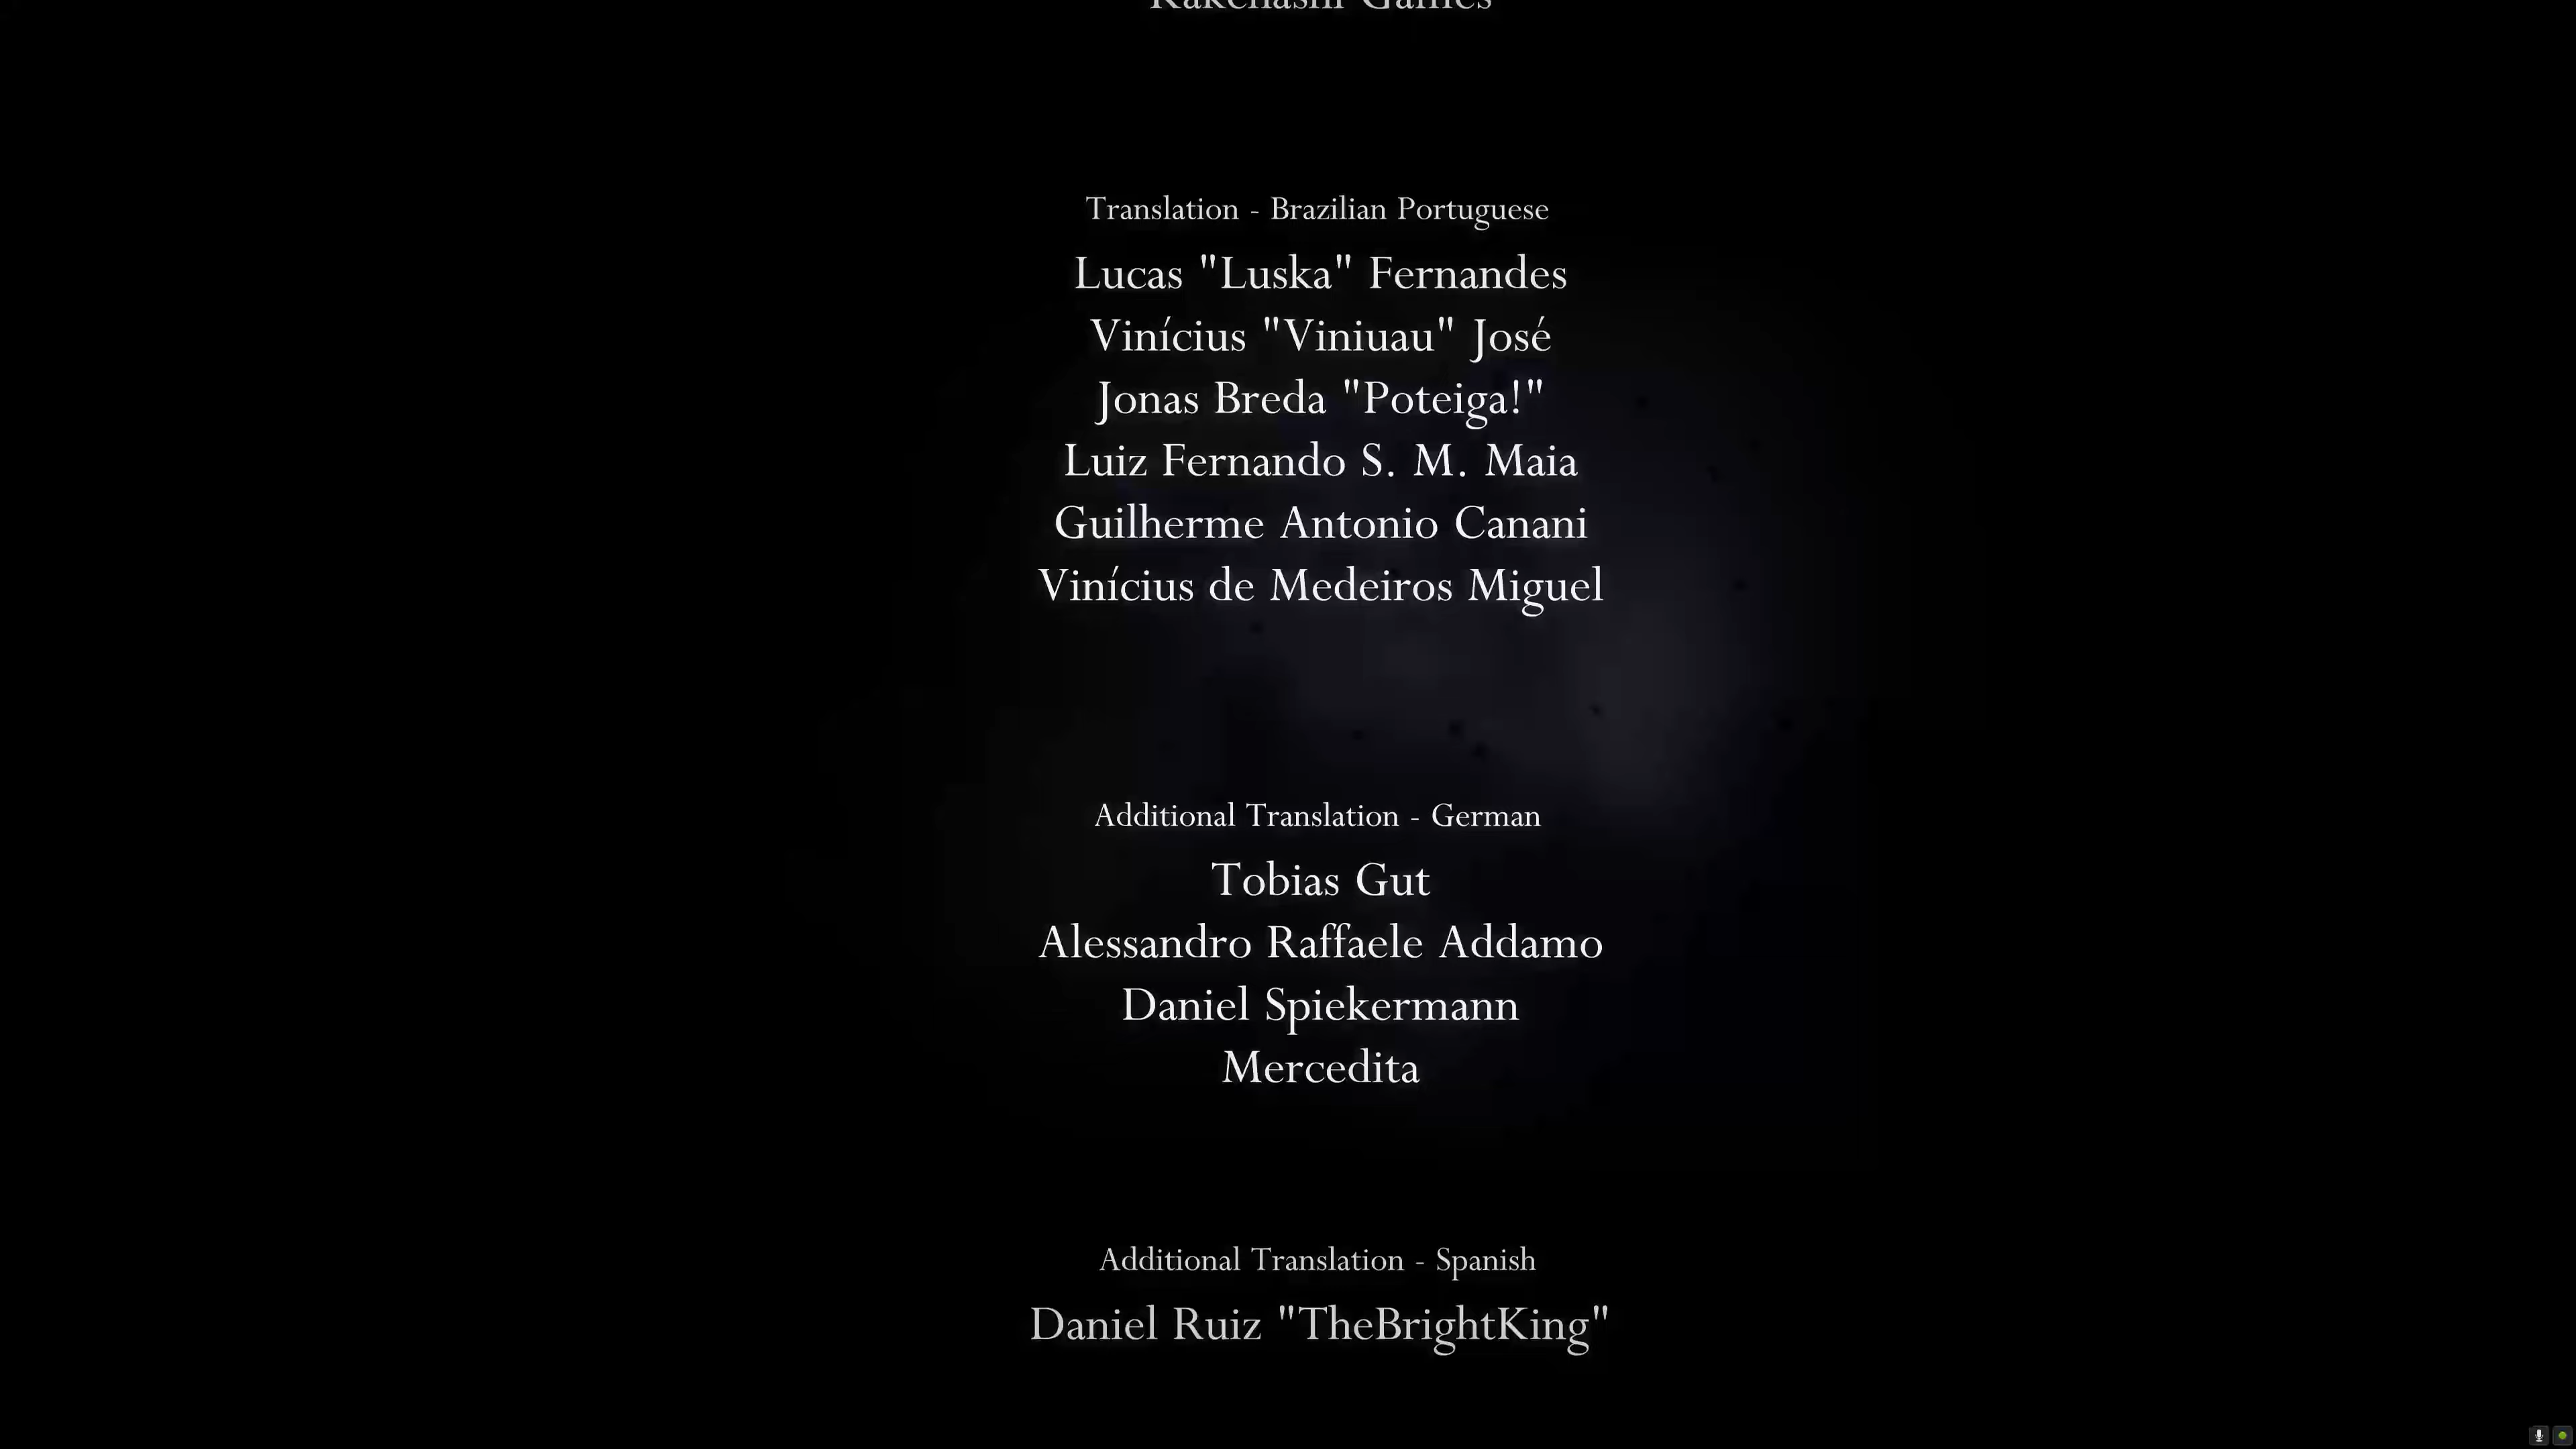 Kakehashi Games
Translation - Brazilian Portuguese
Lucas "Luska" Fernandes
Vinícius "Viniuau" José
Jonas Breda "Poteiga!"
Luiz Fernando S. M. Maia
Guilherme Antonio Canani
Vinícius de Medeiros Miguel
Additional Translation - German
Tobias Gut
Alessandro Raffaele Addamo
Daniel Spiekermann
Mercedita
Additional Translation - Spanish
Daniel Ruiz "TheBrightKing"